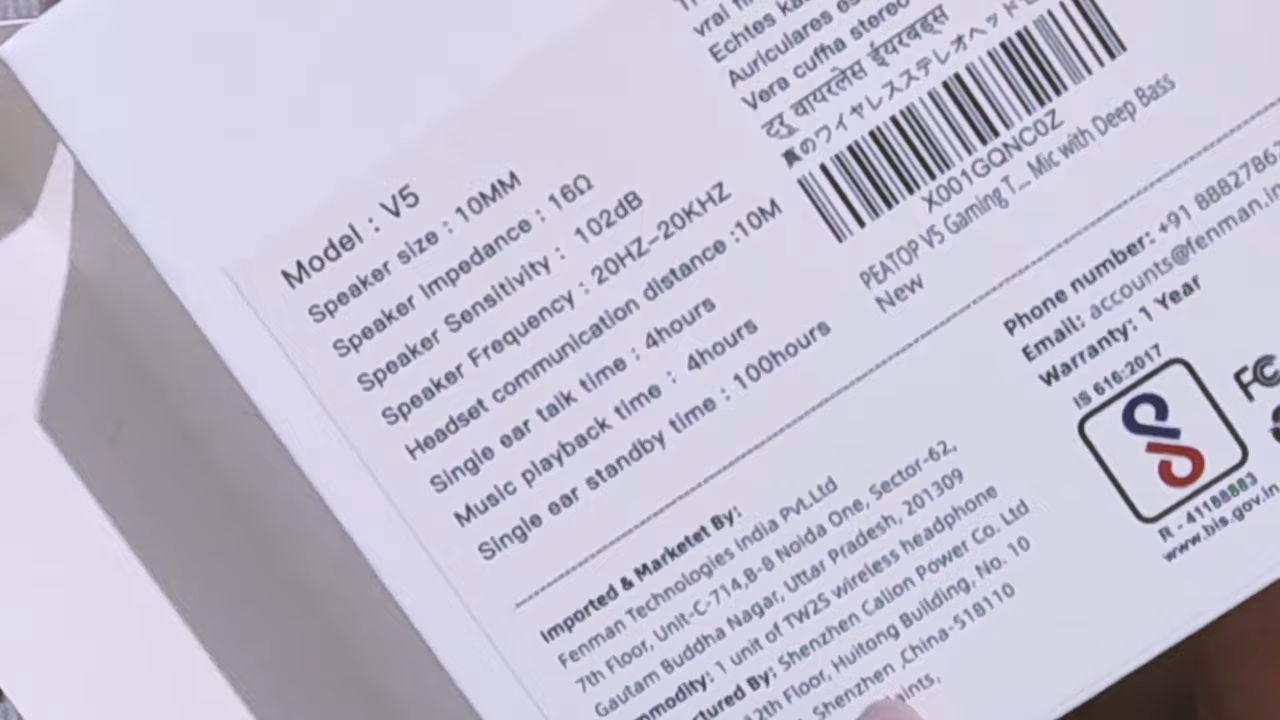 vral
Echtes
Auriculares
Vera cuffia stereo
ट्रू वायरलेस ईयरबड्स
真のワイヤレスステレオヘッド
X001GQNC0Z
PEATOP V5 Gaming T... Mic with Deep Bass
New
Model : V5
Speaker size : 10MM
Speaker Impedance : 16Ω
Speaker Sensitivity : 102dB
Speaker Frequency : 20HZ-20KHZ
Headset communication distance :10M
Single ear talk time : 4hours
Music playback time : 4hours
Single ear standby time : 100hours
Phone number: +91
Email: accounts@fenman.in
Warranty: 1 Year
IS 616:2017
FC
R - 41188883
www.bis.gov.in
Imported & Marketet By:
Fenman Technologies india Pvt.Ltd
7th Floor, Unit-C-714,B-8 Noida One, Sector-62,
Gautam Buddha Nagar, Uttar Pradesh, 201309
mmodity: 1 unit of TW25 wireless headphone
tured By: Shenzhen Calion Power Co. Ltd
12th Floor, Huitong Building, No. 10
Shenzhen ,China-518110
aints,